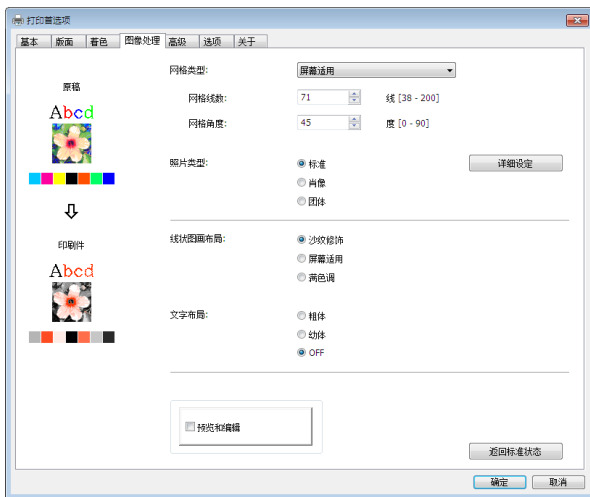 打印首选项
基本 版面 着色 图像处理 高级 选项 关于
网格类型: 屏幕适用
原稿
网格线数: 71 线 [38 - 200]
Abcd
网格角度: 45 度 [0 - 90]
照片类型: 标准 详细设定
肖像
团体
线状图画布局: 沙纹修饰
印刷件 屏幕适用
Abcd 满色调
文字布局: 粗体
幼体
OFF
预览和编辑
返回标准状态
确定 取消